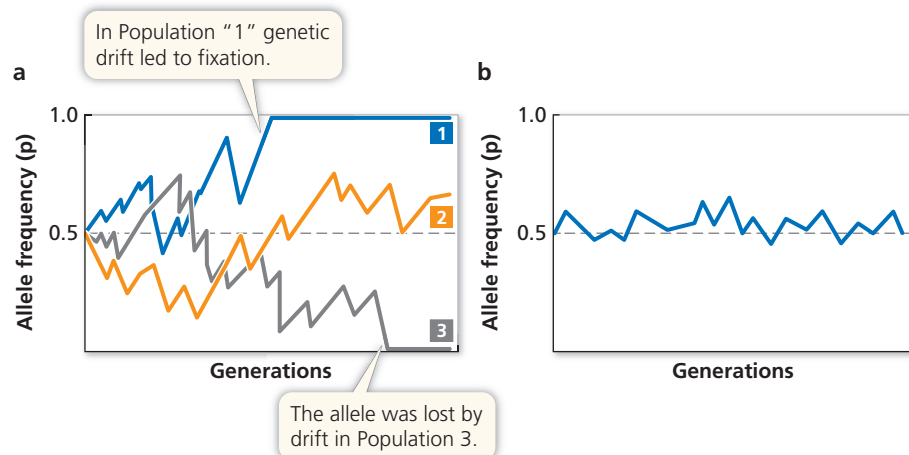 In Population “1” genetic
drift led to fixation.
a
1.0
0.5
Allele frequency (p)
1
2
3
Generations
The allele was lost by
drift in Population 3.
b
1.0
0.5
Allele frequency (p)
Generations